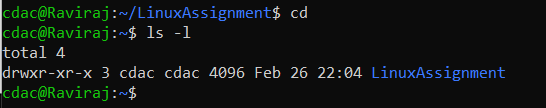 cdac@Raviraj:~/LinuxAssignment$ cd
cdac@Raviraj:~$ ls -l
total 4
drwxr-xr-x 3 cdac cdac 4096 Feb 26 22:04 LinuxAssignment
cdac@Raviraj:~$